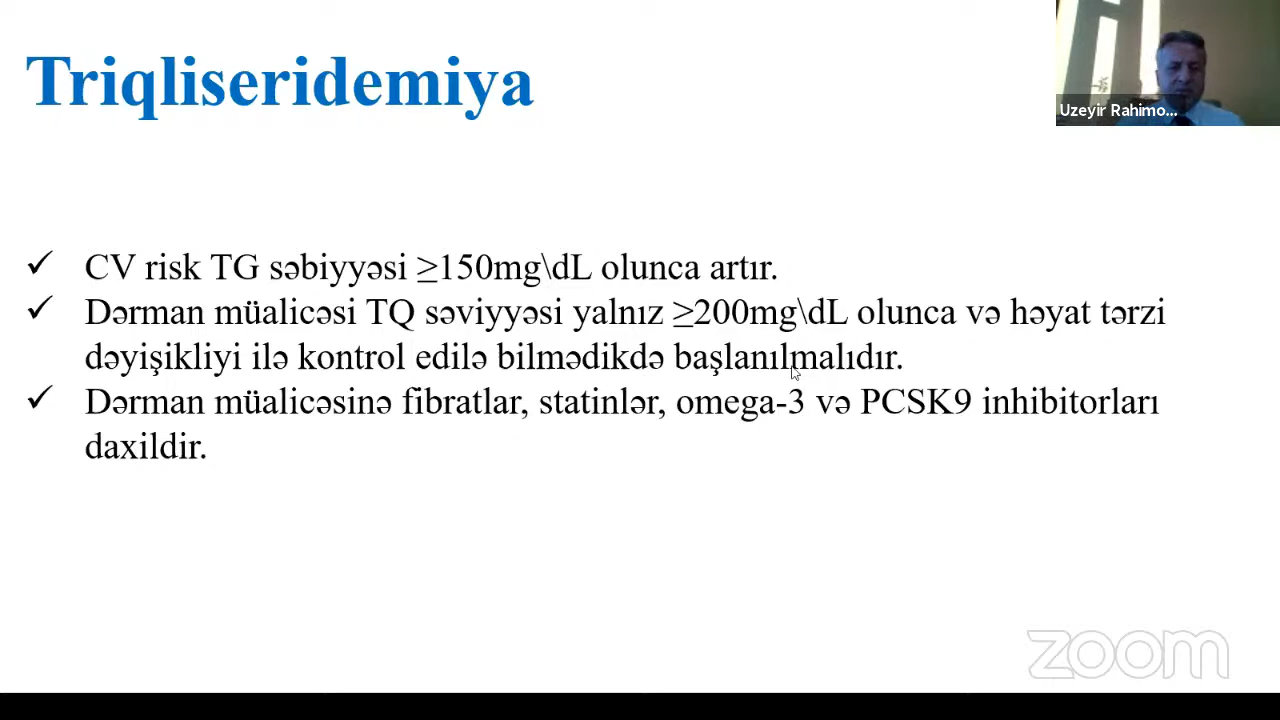 Triqliseridemiya
Uzeyir Rahimo...
✓ CV risk TG səbiyyəsi ≥150mg\dL olunca artır.
✓ Dərman müalicəsi TQ səviyyəsi yalnız ≥200mg\dL olunca və həyat tərzi
dəyişikliyi ilə kontrol edilə bilmədikdə başlanılmalıdır.
✓ Dərman müalicəsinə fibratlar, statinlər, omega-3 və PCSK9 inhibitorları
daxildir.
zoom